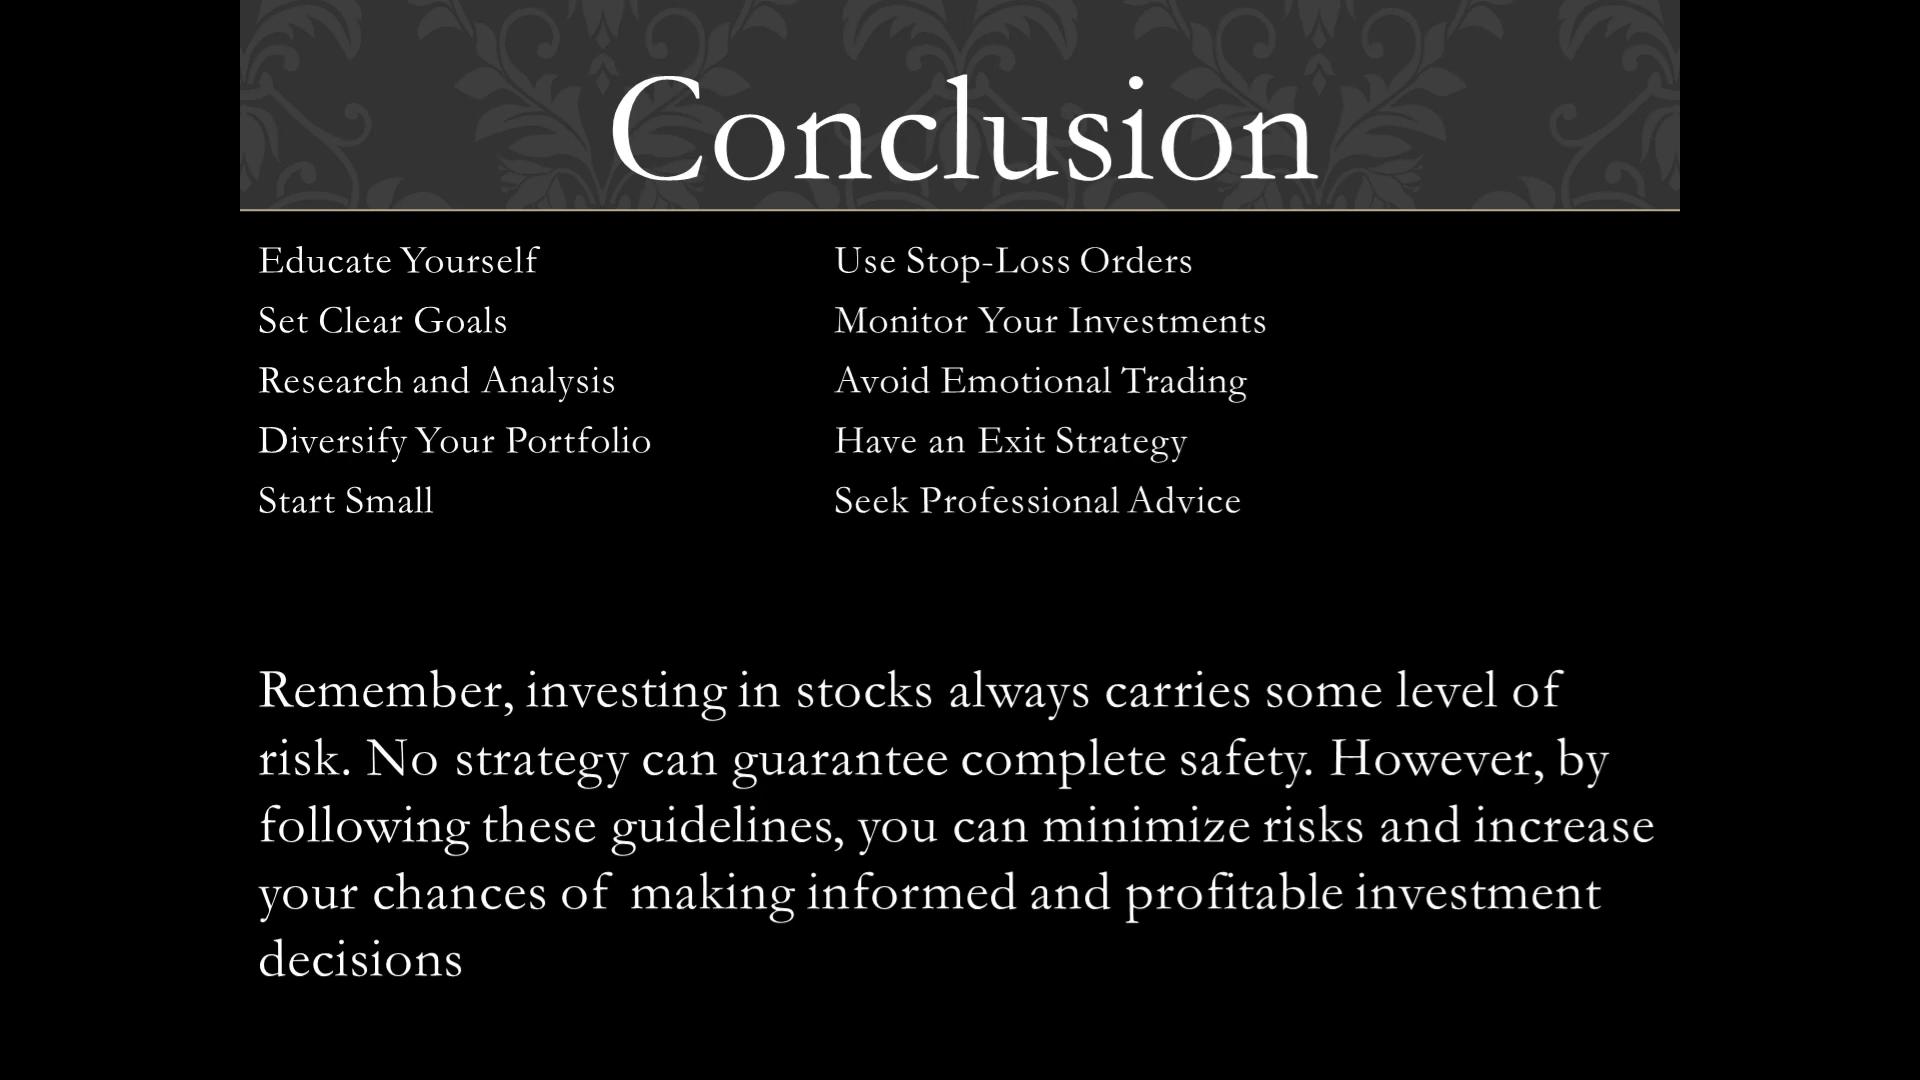 Conclusion
Educate Yourself
Set Clear Goals
Research and Analysis
Diversify Your Portfolio
Start Small
Use Stop-Loss Orders
Monitor Your Investments
Avoid Emotional Trading
Have an Exit Strategy
Seek Professional Advice
Remember, investing in stocks always carries some level of
risk. No strategy can guarantee complete safety. However, by
following these guidelines, you can minimize risks and increase
your chances of making informed and profitable investment
decisions